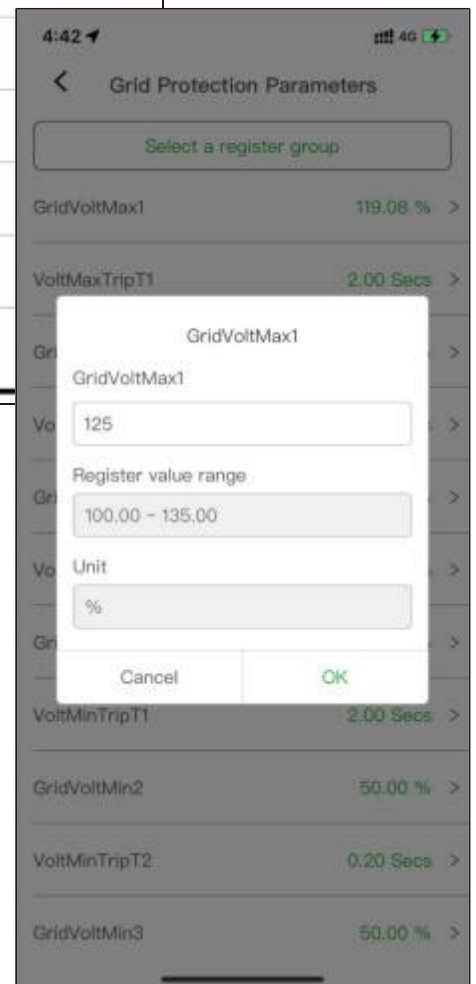 4:42
4G
Grid Protection Parameters
Select a register group
GridVoltMax1 119.08 %
VoltMaxTripT1 2.00 Secs
GridVoltMax1
GridVoltMax1
125
Register value range
100.00 - 135.00
Unit
%
Cancel OK
VoltMinTripT1 2.00 Secs
GridVoltMin2 50.00 %
VoltMinTripT2 0.20 Secs
GridVoltMin3 50.00 %